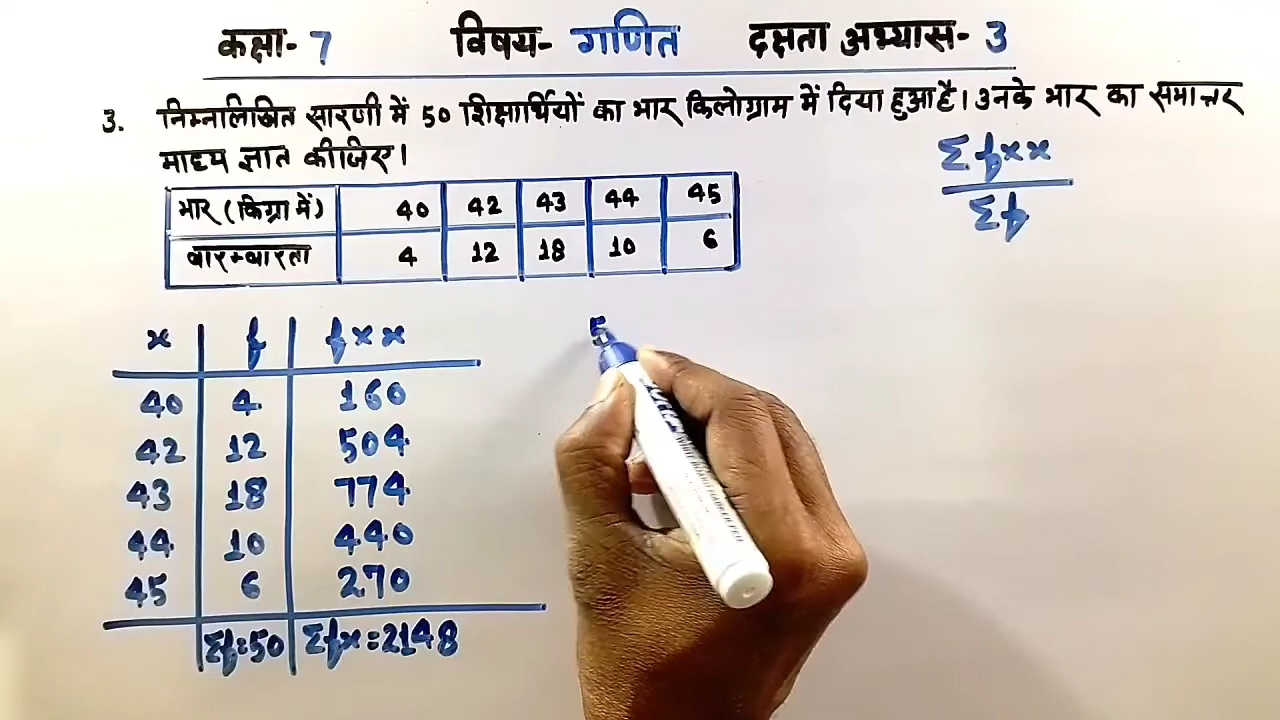 कक्षा- 7 विषय- गणित दक्षता अभ्यास- 3
3. निम्नलिखित सारणी में 50 शिक्षार्थियों का भार किलोग्राम में दिया हुआ है। उनके भार का समान्तर
माध्य ज्ञात कीजिए।
Σf××
Σf
भार (किग्रा में) 40 42 43 44 45
बारम्बारता 4 12 18 10 6
x f f××
40 4 160
42 12 504
43 18 774
44 10 440
45 6 270
Σf=50 Σfx=2148